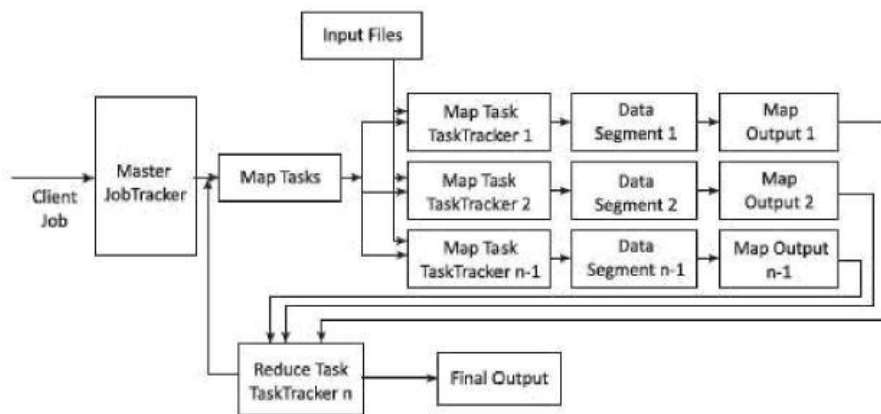 Input Files
Map Task
TaskTracker 1
Data
Segment 1
Map
Output 1
Master
JobTracker
Map Tasks
Client
Job
Map Task
TaskTracker 2
Data
Segment 2
Map
Output 2
Map Task
TaskTracker n-1
Data
Segment n-1
Map Output
n-1
Reduce Task
TaskTracker n
Final Output